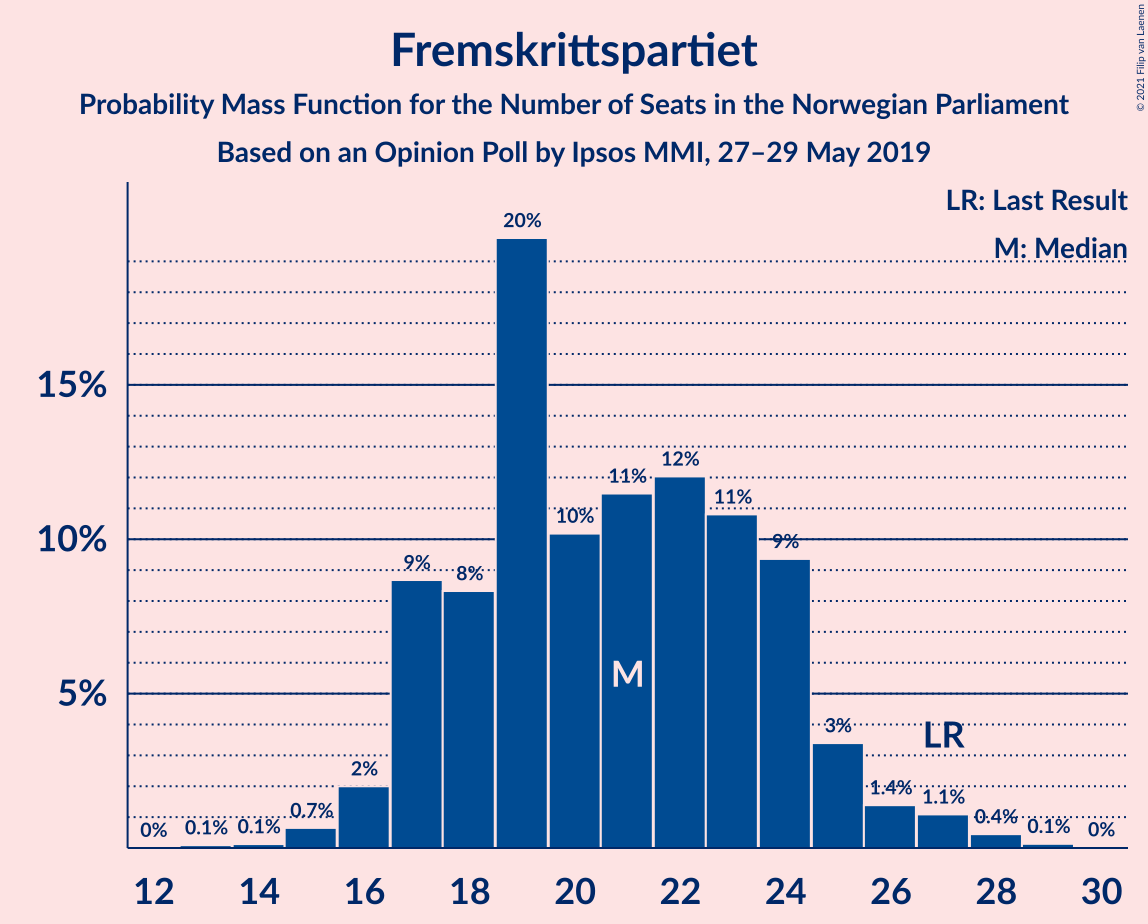 Fremskrittspartiet
Probability Mass Function for the Number of Seats in the Norwegian Parliament
Based on an Opinion Poll by Ipsos MMI, 27–29 May 2019
© 2021 Filip van Laenen
LR: Last Result
M: Median
15%
10%
5%
0%
0.1%
0.1%
0.7%
2%
9%
8%
20%
10%
11%
12%
11%
9%
3%
1.4%
1.1%
0.4%
0.1%
0%
M
LR
12 14 16 18 20 22 24 26 28 30